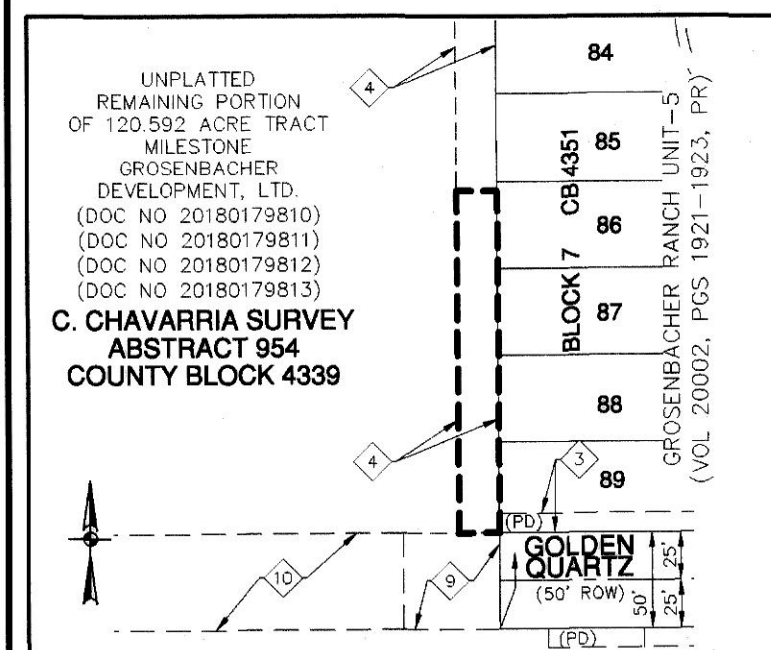 UNPLATTED
REMAINING PORTION
OF 120.592 ACRE TRACT
MILESTONE
GROSENBACHER
DEVELOPMENT, LTD.
(DOC NO 20180179810)
(DOC NO 20180179811)
(DOC NO 20180179812)
(DOC NO 20180179813)
C. CHAVARRIA SURVEY
ABSTRACT 954
COUNTY BLOCK 4339
4
84
85
86
87
88
89
BLOCK 7 CB 4351
GROSENBACHER RANCH UNIT-5
(VOL 20002, PGS 1921-1923, PR)
4
3
(PD)
GOLDEN
QUARTZ
(50' ROW)
50'
25'
25'
10
9
(PD)